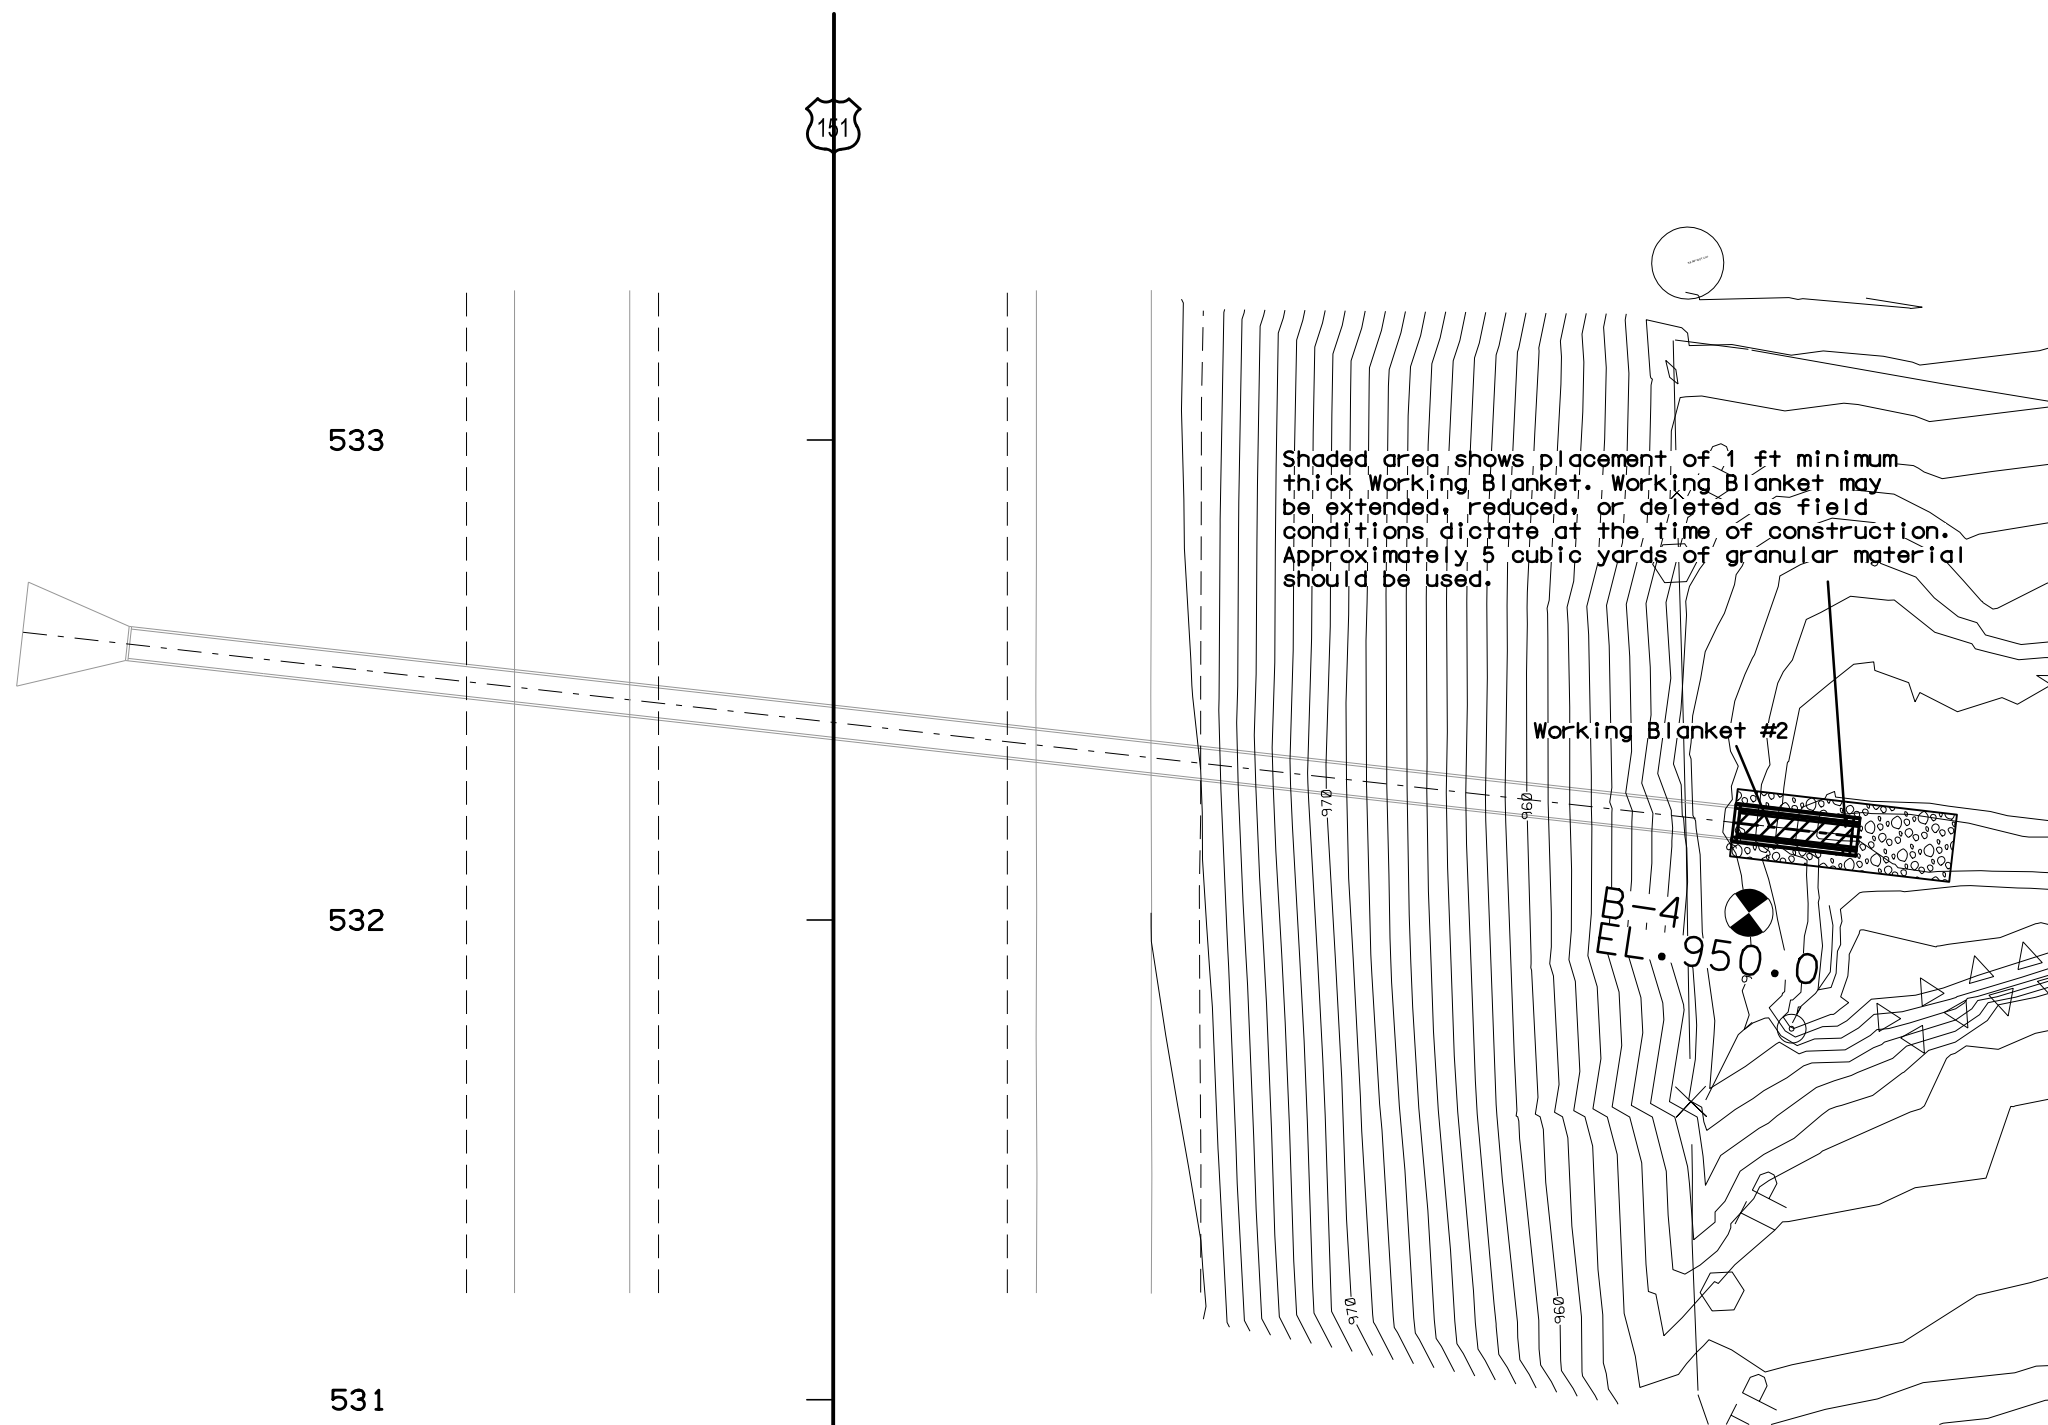 151
533
Shaded area shows placement of 1 ft minimum
thick Working Blanket. Working Blanket may
be extended, reduced, or deleted as field
conditions dictate at the time of construction.
Approximately 5 cubic yards of granular material
should be used.
Working Blanket #2
970
960
532
B-4
EL.950.0
970
960
531